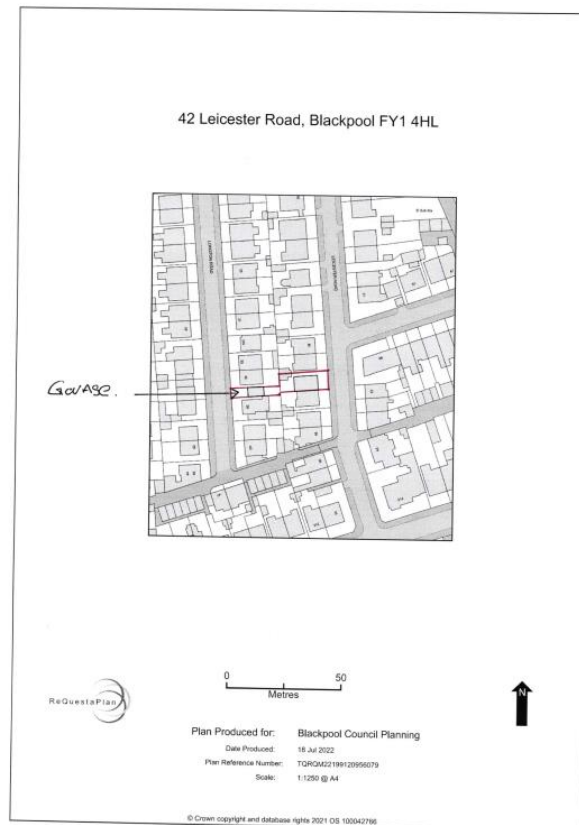 42 Leicester Road, Blackpool FY1 4HL
GarAGe.
0 50
Metres
ReQuestaPlan
N
Plan Produced for: Blackpool Council Planning
Date Produced: 18 Jul 2022
Plan Reference Number: TQRQM22199120956079
Scale: 1:1250 @ A4
© Crown copyright and database rights 2021 OS 100042766